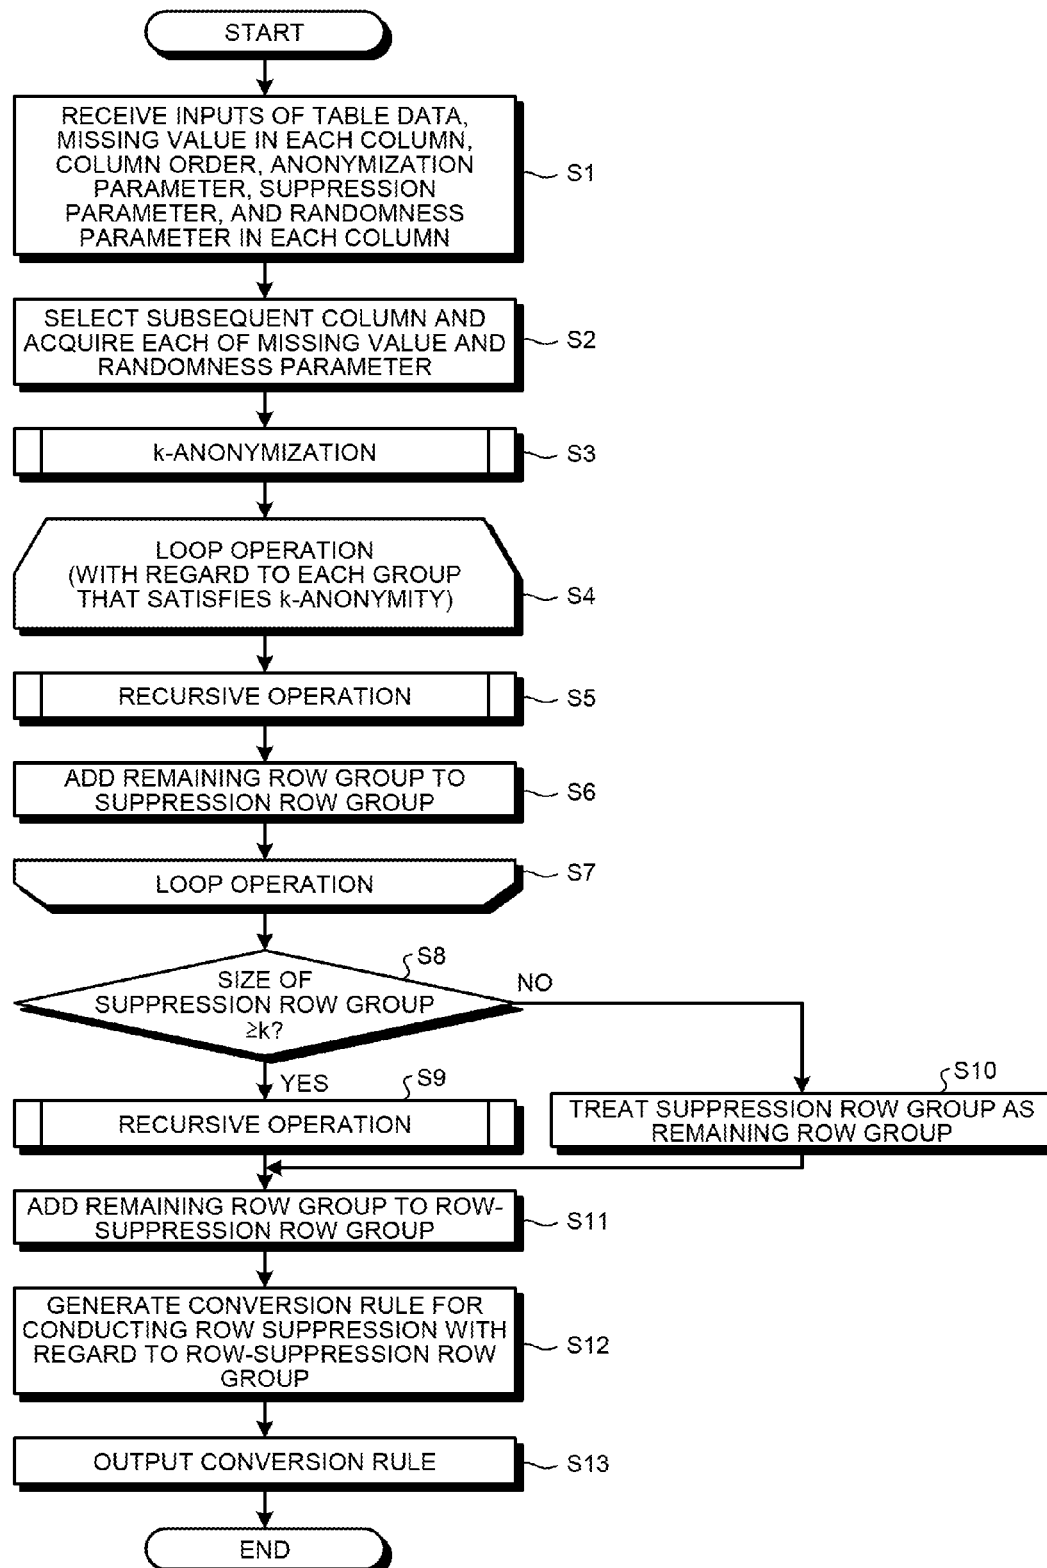 START
RECEIVE INPUTS OF TABLE DATA,
MISSING VALUE IN EACH COLUMN,
COLUMN ORDER, ANONYMIZATION
PARAMETER, SUPPRESSION
PARAMETER, AND RANDOMNESS
PARAMETER IN EACH COLUMN
S1
SELECT SUBSEQUENT COLUMN AND
ACQUIRE EACH OF MISSING VALUE AND
RANDOMNESS PARAMETER
S2
k-ANONYMIZATION
S3
LOOP OPERATION
(WITH REGARD TO EACH GROUP
THAT SATISFIES k-ANONYMITY)
S4
RECURSIVE OPERATION
S5
ADD REMAINING ROW GROUP TO
SUPPRESSION ROW GROUP
S6
LOOP OPERATION
S7
S8
SIZE OF
SUPPRESSION ROW GROUP
≥k?
NO
YES
S9
RECURSIVE OPERATION
S10
TREAT SUPPRESSION ROW GROUP AS
REMAINING ROW GROUP
ADD REMAINING ROW GROUP TO ROW-
SUPPRESSION ROW GROUP
S11
GENERATE CONVERSION RULE FOR
CONDUCTING ROW SUPPRESSION WITH
REGARD TO ROW-SUPPRESSION ROW
GROUP
S12
OUTPUT CONVERSION RULE
S13
END